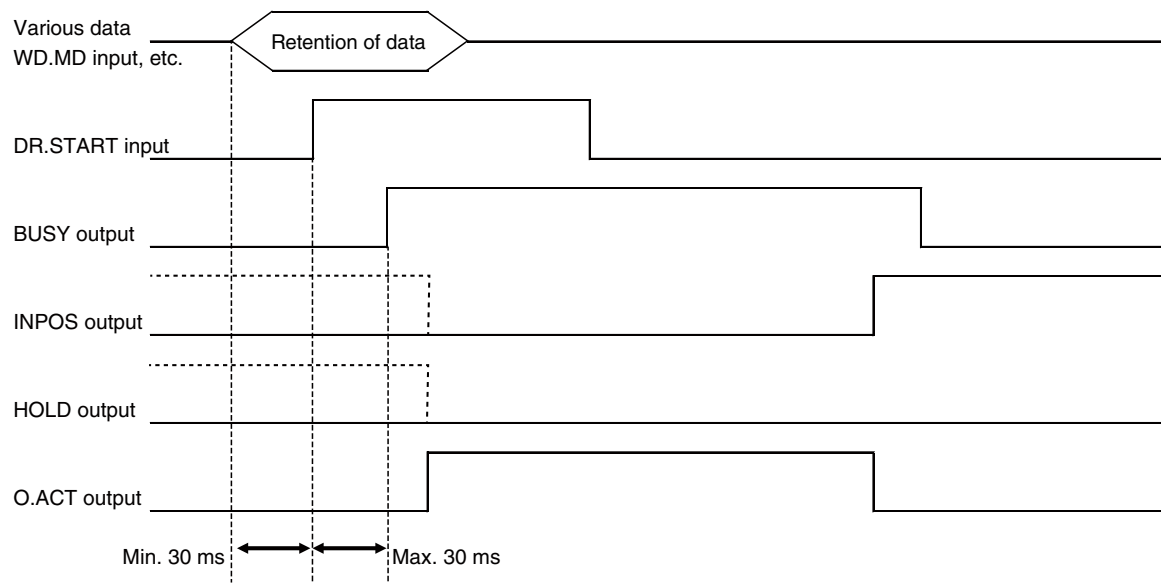 Various data
WD.MD input, etc.
Retention of data
DR.START input
BUSY output
INPOS output
HOLD output
O.ACT output
Min. 30 ms
Max. 30 ms